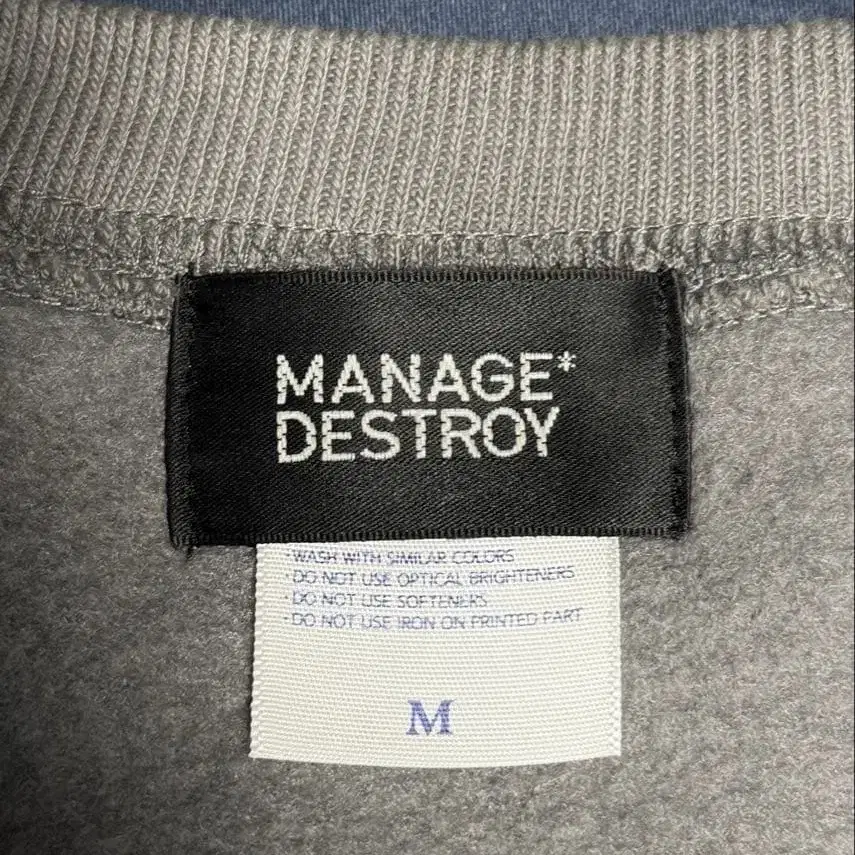 MANAGE*
DESTROY
·WASH WITH SIMILAR COLORS
·DO NOT USE OPTICAL BRIGHTENERS
·DO NOT USE SOFTENERS
·DO NOT USE IRON ON PRINTED PART
M